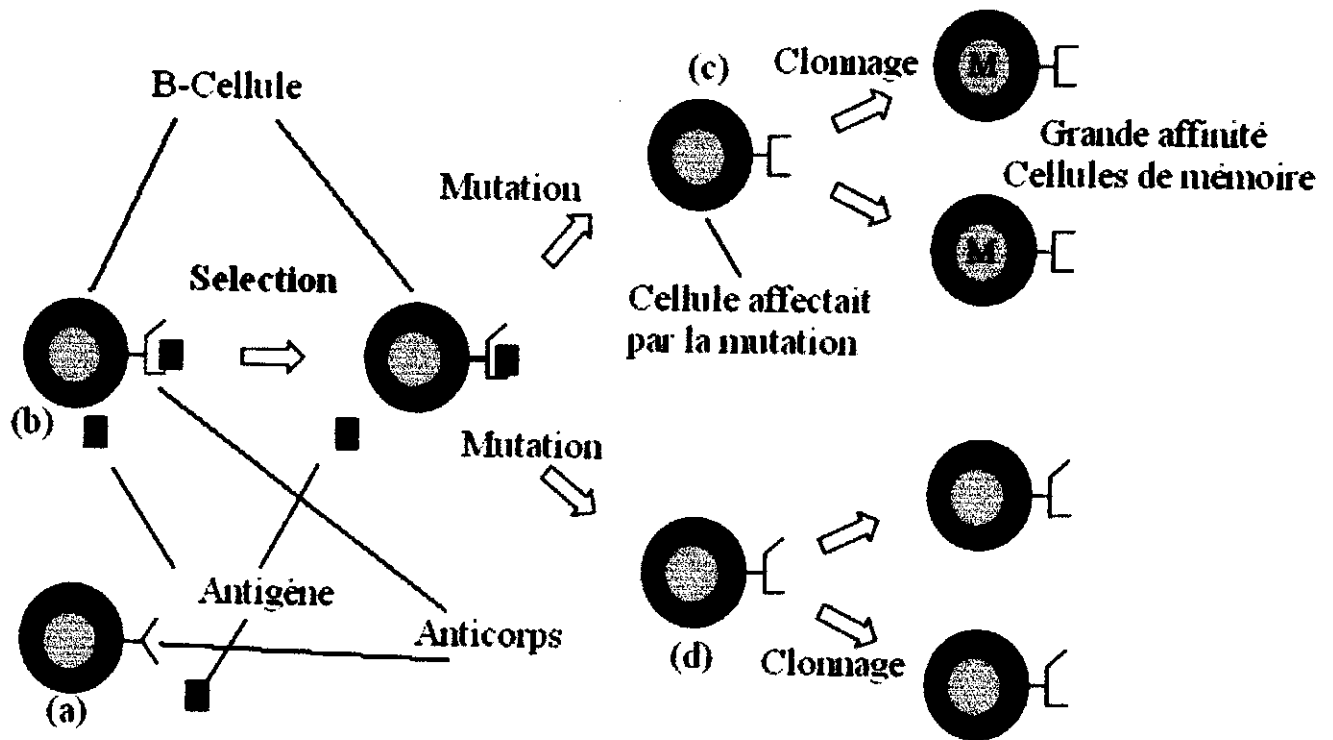 B-Cellule
(b)
Selection
Mutation
Mutation
Antigène
Anticorps
(a)
(c)
Clonnage
M
M
Grande affinité
Cellules de mémoire
Cellule affectait
par la mutation
(d)
Clonnage